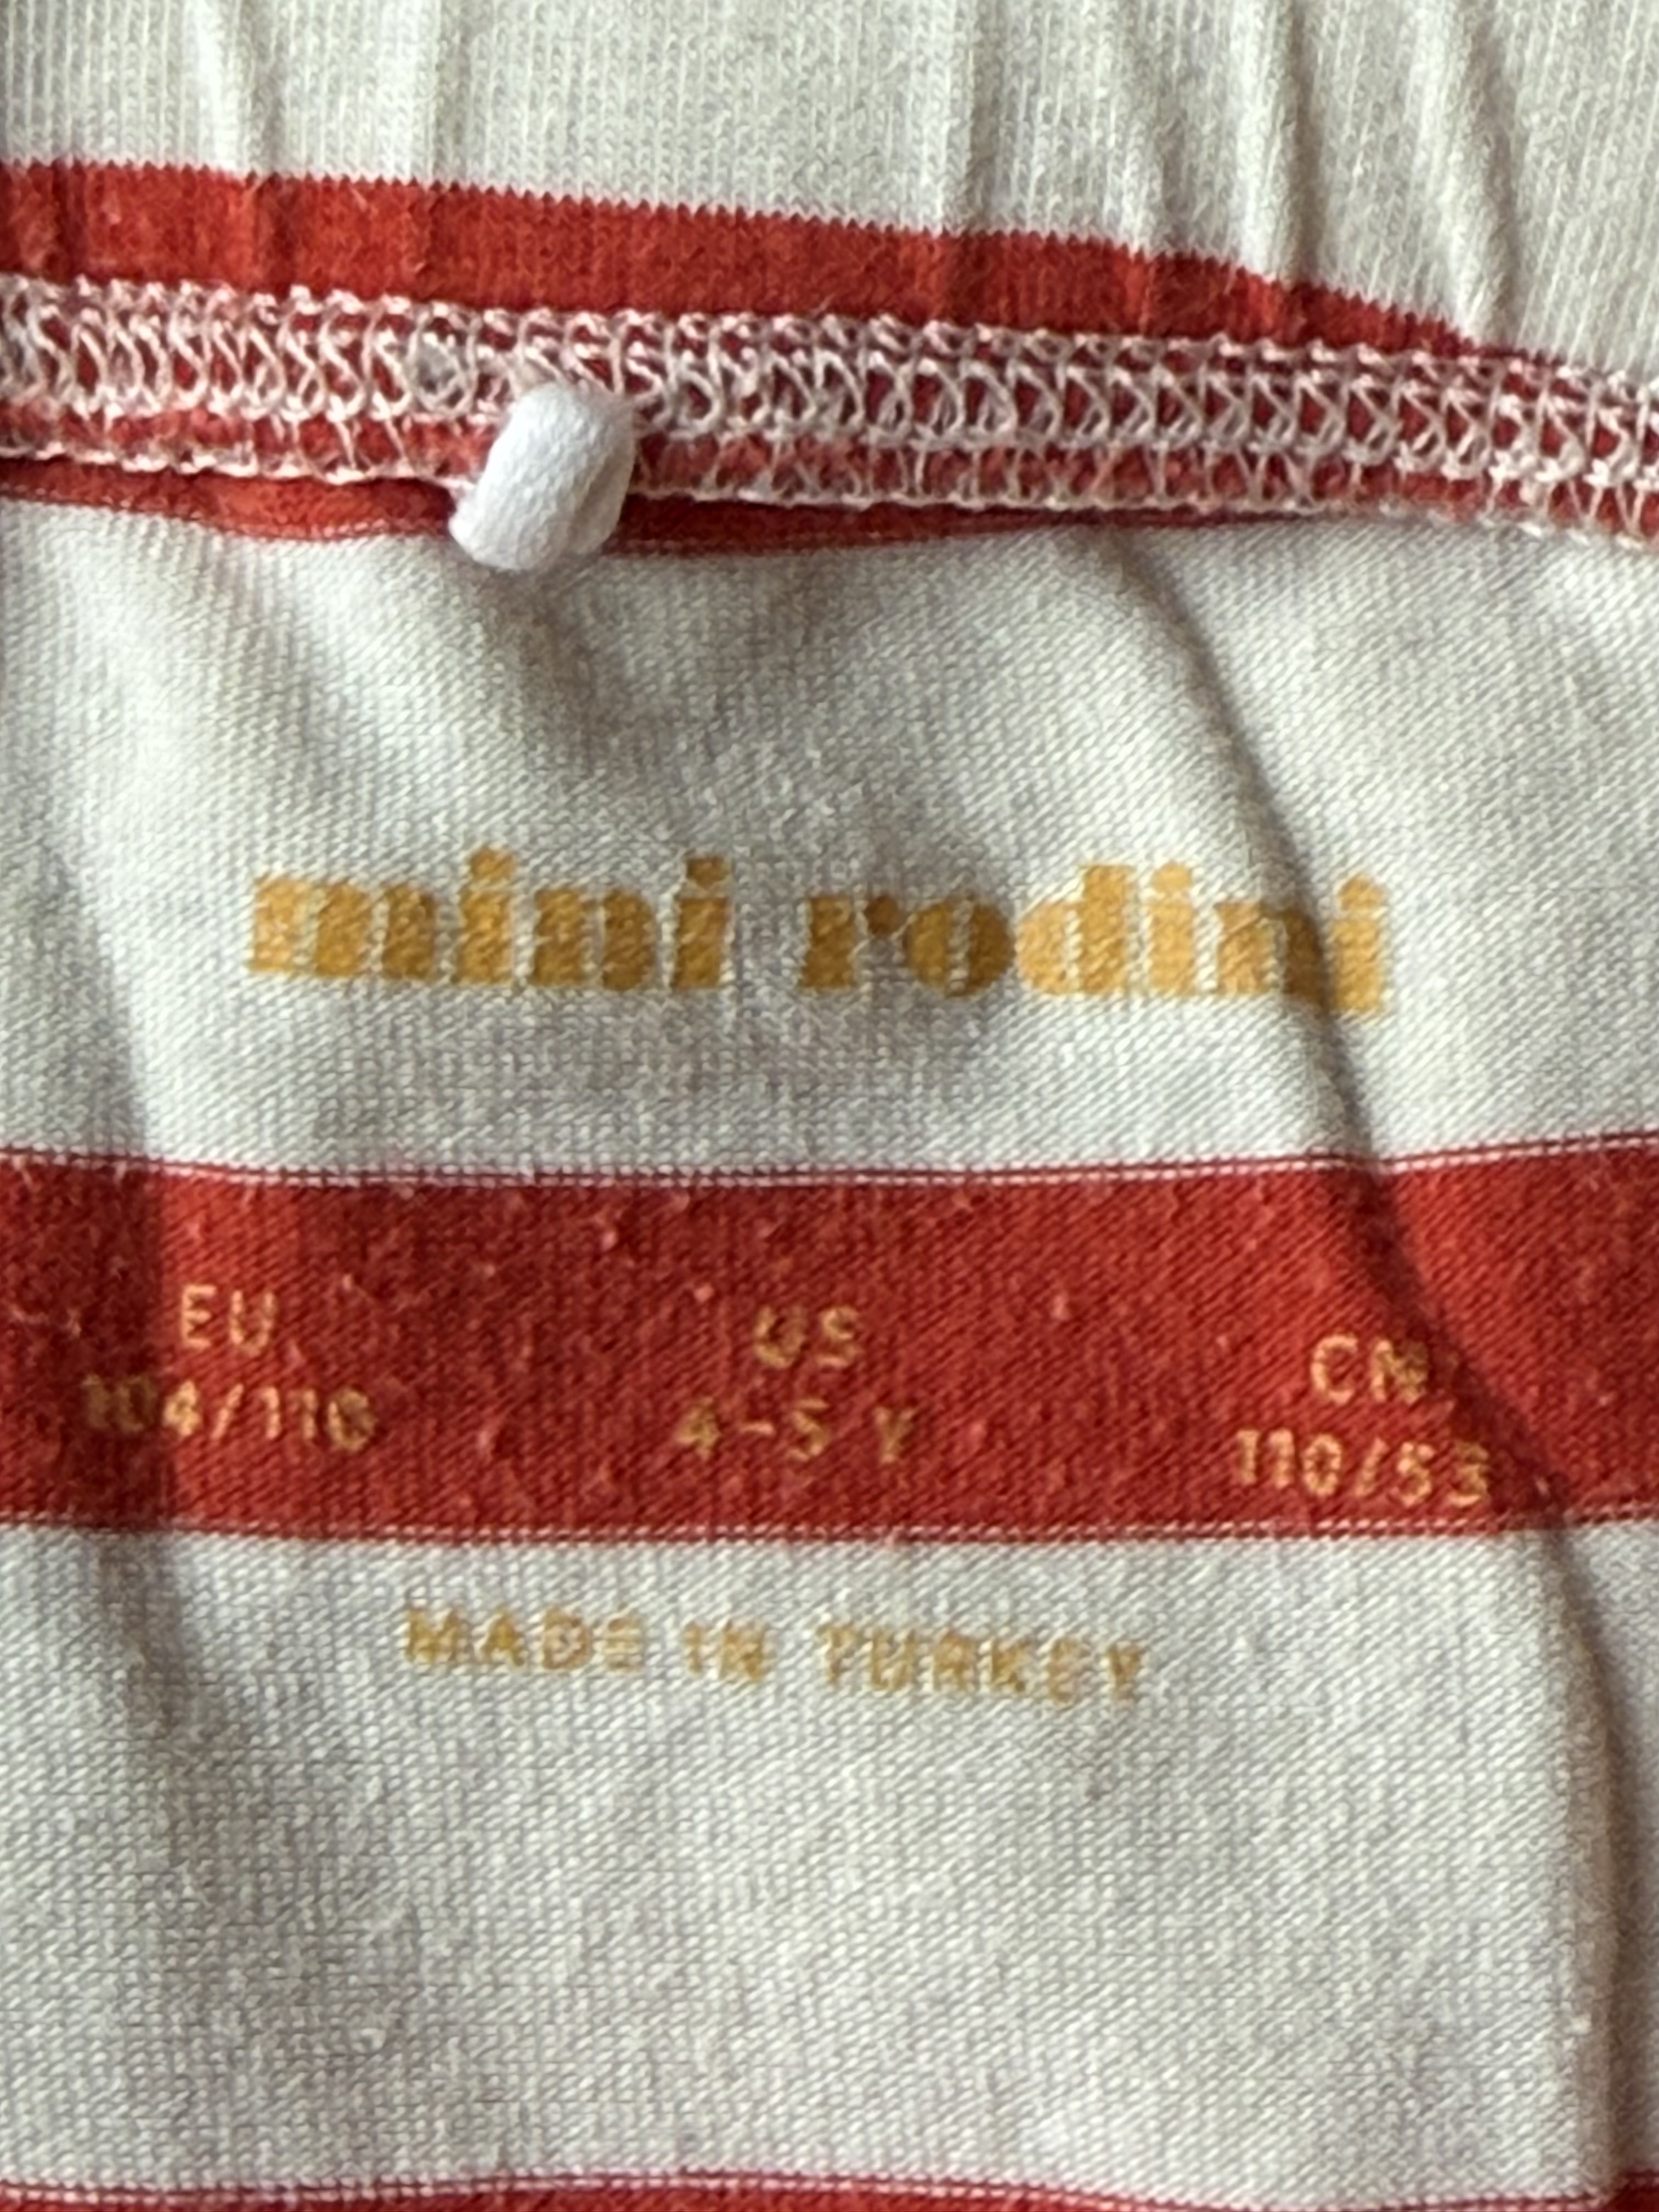 mini rodini
EU US CN
104/110 4-5 Y 110/53
MADE IN TURKEY